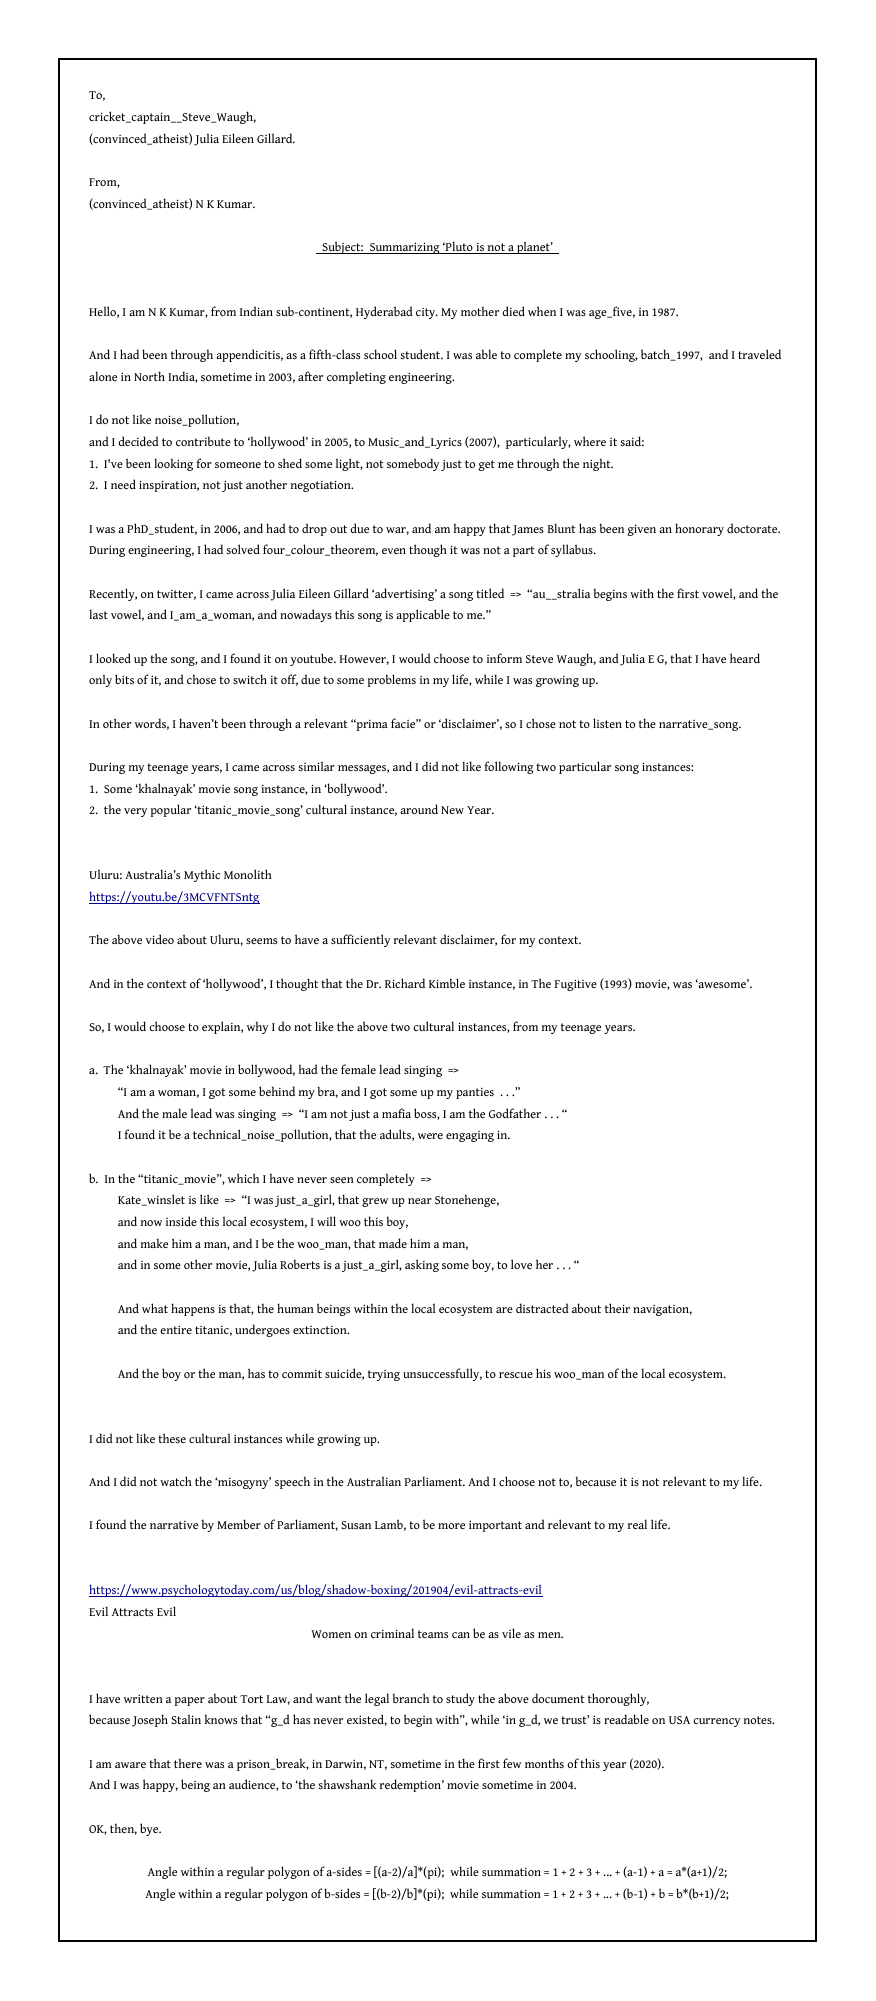 To,
cricket_captain__Steve_Waugh,
(convinced_atheist) Julia Eileen Gillard.
From,
(convinced_atheist) N K Kumar.
Subject:  Summarizing ‘Pluto is not a planet’
Hello, I am N K Kumar, from Indian sub-continent, Hyderabad city. My mother died when I was age_five, in 1987.
And I had been through appendicitis, as a fifth-class school student. I was able to complete my schooling, batch_1997,  and I traveled
alone in North India, sometime in 2003, after completing engineering.
I do not like noise_pollution,
and I decided to contribute to ‘hollywood’ in 2005, to Music_and_Lyrics (2007),  particularly, where it said:
1.  I've been looking for someone to shed some light, not somebody just to get me through the night.
2.  I need inspiration, not just another negotiation.
I was a PhD_student, in 2006, and had to drop out due to war, and am happy that James Blunt has been given an honorary doctorate.
During engineering, I had solved four_colour_theorem, even though it was not a part of syllabus.
Recently, on twitter, I came across Julia Eileen Gillard ‘advertising’ a song titled  =>  “au__stralia begins with the first vowel, and the
last vowel, and I_am_a_woman, and nowadays this song is applicable to me.”
I looked up the song, and I found it on youtube. However, I would choose to inform Steve Waugh, and Julia E G, that I have heard
only bits of it, and chose to switch it off, due to some problems in my life, while I was growing up.
In other words, I haven’t been through a relevant “prima facie” or ‘disclaimer’, so I chose not to listen to the narrative_song.
During my teenage years, I came across similar messages, and I did not like following two particular song instances:
1.  Some ‘khalnayak’ movie song instance, in ‘bollywood’.
2.  the very popular ‘titanic_movie_song’ cultural instance, around New Year.
Uluru: Australia’s Mythic Monolith
https://youtu.be/3MCVFNTSntg
The above video about Uluru, seems to have a sufficiently relevant disclaimer, for my context.
And in the context of ‘hollywood’, I thought that the Dr. Richard Kimble instance, in The Fugitive (1993) movie, was ‘awesome’.
So, I would choose to explain, why I do not like the above two cultural instances, from my teenage years.
a.  The ‘khalnayak’ movie in bollywood, had the female lead singing  =>
“I am a woman, I got some behind my bra, and I got some up my panties  . . .”
And the male lead was singing  =>  “I am not just a mafia boss, I am the Godfather . . . “
I found it be a technical_noise_pollution, that the adults, were engaging in.
b.  In the “titanic_movie”, which I have never seen completely  =>
Kate_winslet is like  =>  “I was just_a_girl, that grew up near Stonehenge,
and now inside this local ecosystem, I will woo this boy,
and make him a man, and I be the woo_man, that made him a man,
and in some other movie, Julia Roberts is a just_a_girl, asking some boy, to love her . . . “
And what happens is that, the human beings within the local ecosystem are distracted about their navigation,
and the entire titanic, undergoes extinction.
And the boy or the man, has to commit suicide, trying unsuccessfully, to rescue his woo_man of the local ecosystem.
I did not like these cultural instances while growing up.
And I did not watch the ‘misogyny’ speech in the Australian Parliament. And I choose not to, because it is not relevant to my life.
I found the narrative by Member of Parliament, Susan Lamb, to be more important and relevant to my real life.
https://www.psychologytoday.com/us/blog/shadow-boxing/201904/evil-attracts-evil
Evil Attracts Evil
Women on criminal teams can be as vile as men.
I have written a paper about Tort Law, and want the legal branch to study the above document thoroughly,
because Joseph Stalin knows that “g_d has never existed, to begin with”, while ‘in g_d, we trust’ is readable on USA currency notes.
I am aware that there was a prison_break, in Darwin, NT, sometime in the first few months of this year (2020).
And I was happy, being an audience, to ‘the shawshank redemption’ movie sometime in 2004.
OK, then, bye.
Angle within a regular polygon of a-sides = [(a-2)/a]*(pi);  while summation = 1 + 2 + 3 + ... + (a-1) + a = a*(a+1)/2;
Angle within a regular polygon of b-sides = [(b-2)/b]*(pi);  while summation = 1 + 2 + 3 + ... + (b-1) + b = b*(b+1)/2;